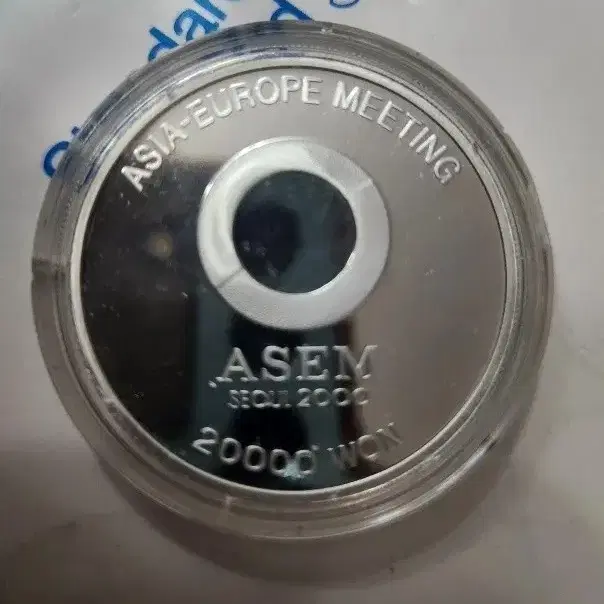 ASIA-EUROPE MEETING
ASEM
SEOUL 2000
20000 WON